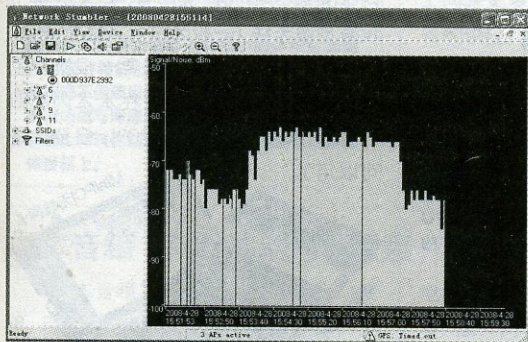 Network Stumbler - [20080428155114]
File Edit View Device Window Help
Channels
000D937E2992
6
7
9
11
SSIDs
Filters
Signal/Noise, dBm
-50
-60
-70
-80
-90
-100
2008-4-28 2008-4-28 2008-4-28 2008-4-28 2008-4-28 2008-4-28 2008-4-28 2008-4-28 2008-4-28
15:51:53 15:52:50 15:53:40 15:54:30 15:55:20 15:56:10 15:57:00 15:57:50 15:58:40 15:59:30
Ready
3 APs active
GPS: Timed out